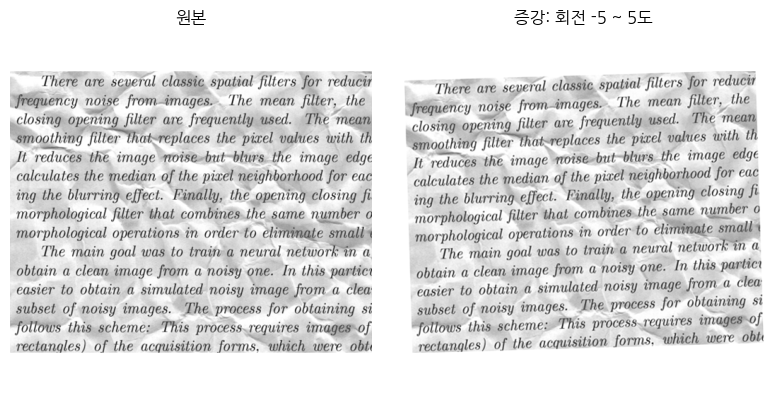 원본
There are several classic spatial filters for reducin
frequency noise from images. The mean filter, the
closing opening filter are frequently used. The mean
smoothing filter that replaces the pixel values with th
It reduces the image noise but blurs the image edge
calculates the median of the pixel neighborhood for eac
ing the blurring effect. Finally, the opening closing fi
morphological filter that combines the same number o
morphological operations in order to eliminate small
The main goal was to train a neural network in a
obtain a clean image from a noisy one. In this particu
easier to obtain a simulated noisy image from a clea
subset of noisy images. The process for obtaining si
follows this scheme: This process requires images of
rectangles) of the acquisition forms, which were obt
증강: 회전 -5 ~ 5도
There are several classic spatial filters for reducin
frequency noise from images. The mean filter, the
closing opening filter are frequently used. The mean
smoothing filter that replaces the pixel values with th
It reduces the image noise but blurs the image edge
calculates the median of the pixel neighborhood for eac
ing the blurring effect. Finally, the opening closing fi
morphological filter that combines the same number o
morphological operations in order to eliminate small
The main goal was to train a neural network in a
obtain a clean image from a noisy one. In this particu
easier to obtain a simulated noisy image from a clea
subset of noisy images. The process for obtaining si
follows this scheme: This process requires images of
rectangles) of the acquisition forms, which were obt